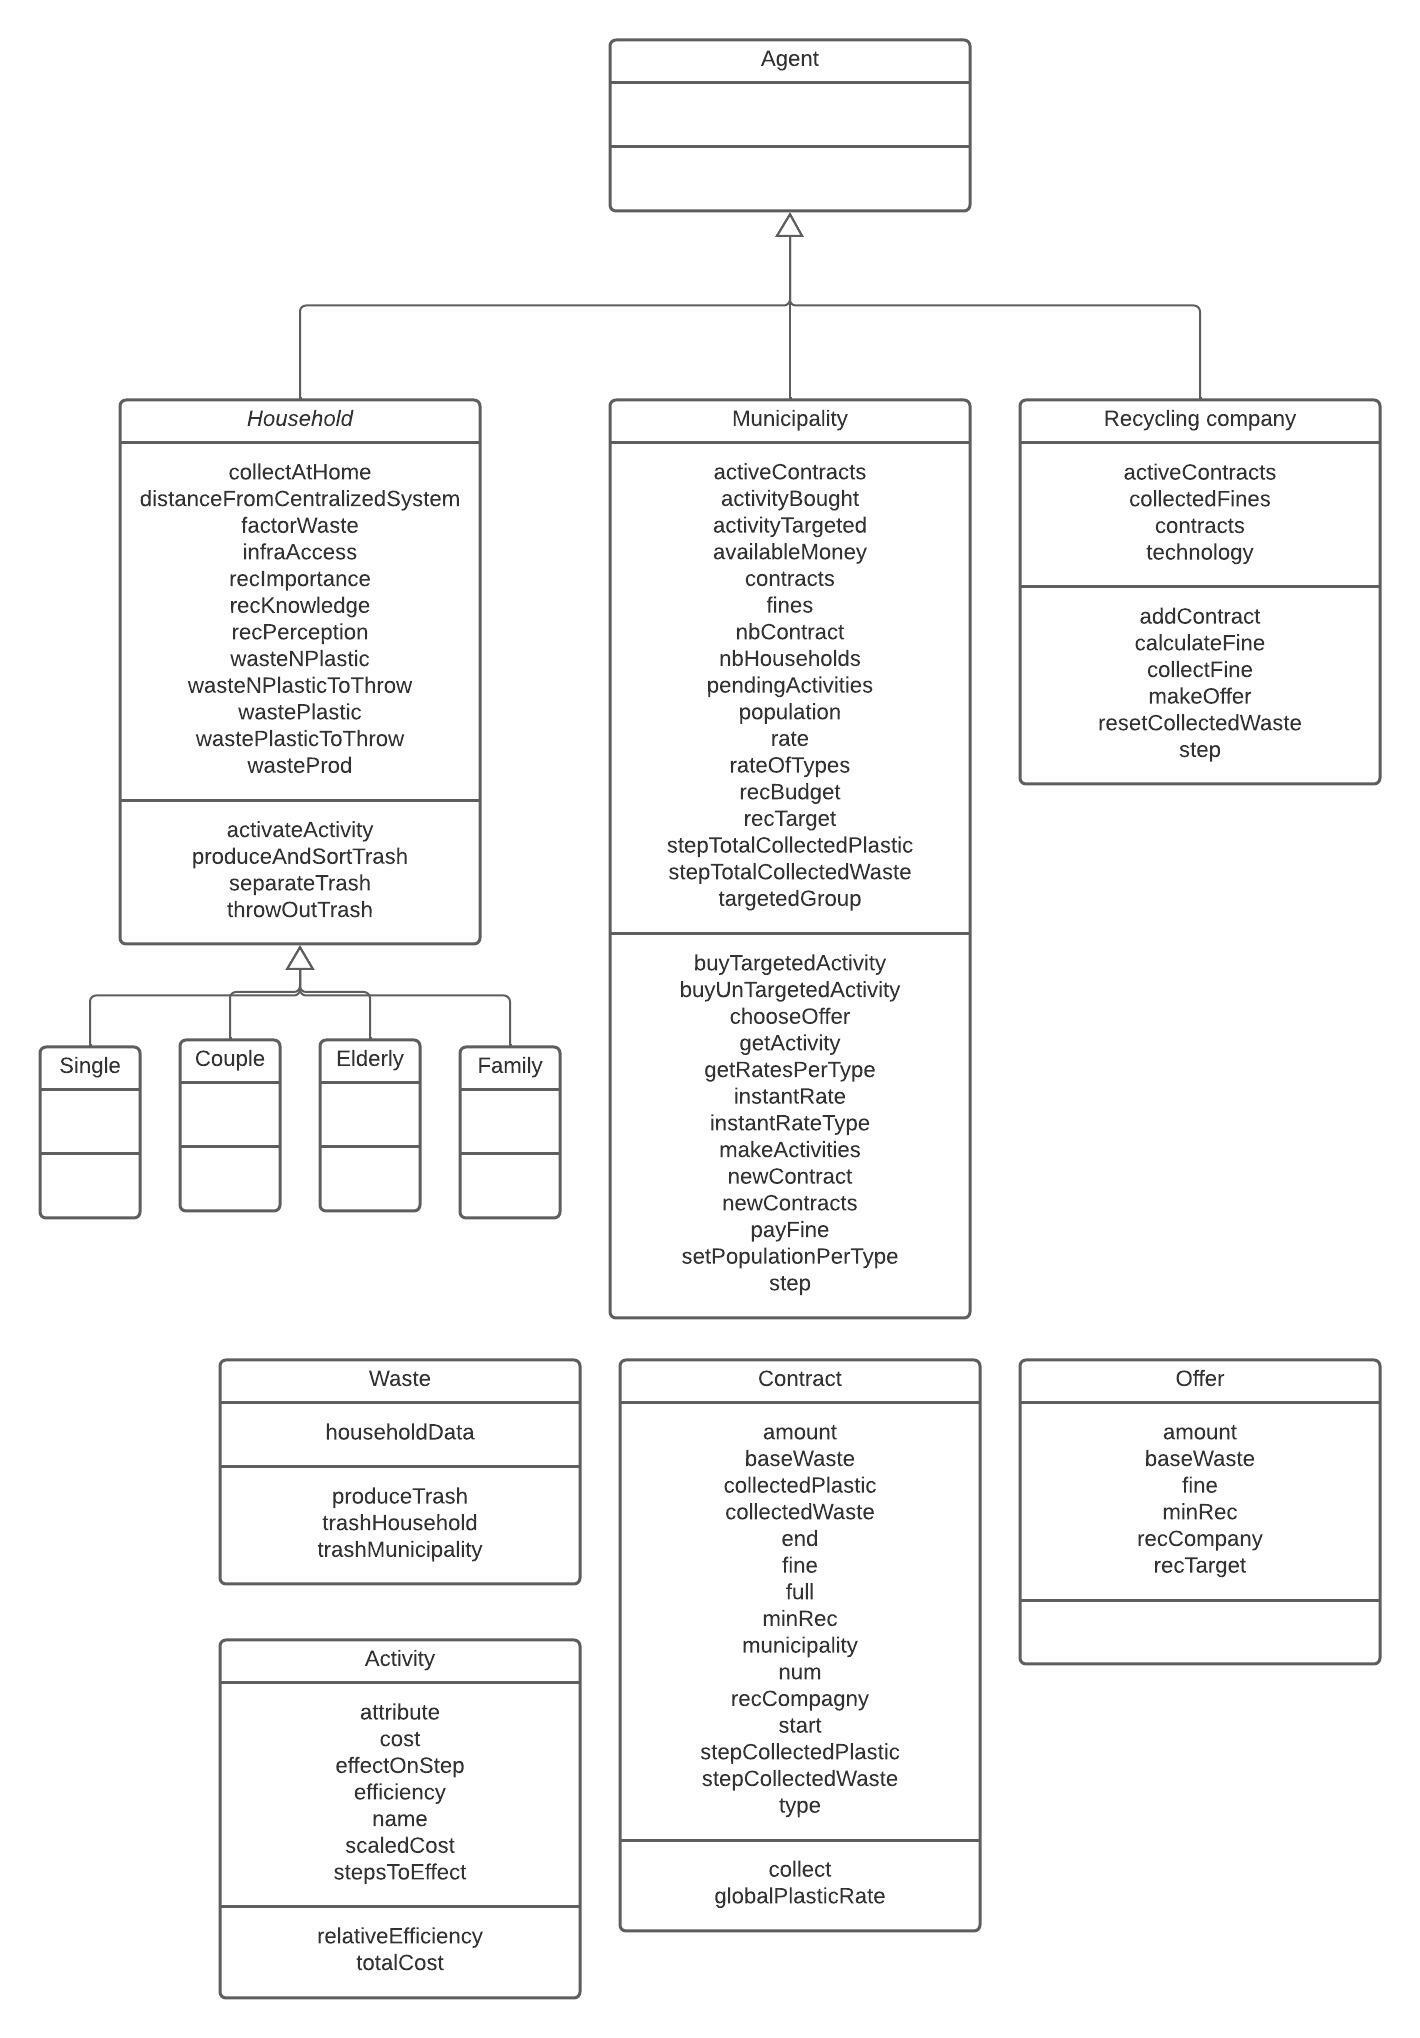 Agent
Household
collectAtHome
distanceFromCentralizedSystem
factorWaste
infraAccess
recImportance
recKnowledge
recPerception
wasteNPlastic
wasteNPlasticToThrow
wastePlastic
wastePlasticToThrow
wasteProd
activateActivity
produceAndSortTrash
separateTrash
throwOutTrash
Municipality
activeContracts
activityBought
activityTargeted
availableMoney
contracts
fines
nbContract
nbHouseholds
pendingActivities
population
rate
rateOfTypes
recBudget
recTarget
stepTotalCollectedPlastic
stepTotalCollectedWaste
targetedGroup
buyTargetedActivity
buyUnTargetedActivity
chooseOffer
getActivity
getRatesPerType
instantRate
instantRateType
makeActivities
newContract
newContracts
payFine
setPopulationPerType
step
Recycling company
activeContracts
collectedFines
contracts
technology
addContract
calculateFine
collectFine
makeOffer
resetCollectedWaste
step
Single
Couple
Elderly
Family
Waste
householdData
produceTrash
trashHousehold
trashMunicipality
Contract
amount
baseWaste
collectedPlastic
collectedWaste
end
fine
full
minRec
municipality
num
recCompagny
start
stepCollectedPlastic
stepCollectedWaste
type
collect
globalPlasticRate
Offer
amount
baseWaste
fine
minRec
recCompany
recTarget
Activity
attribute
cost
effectOnStep
efficiency
name
scaledCost
stepsToEffect
relativeEfficiency
totalCost